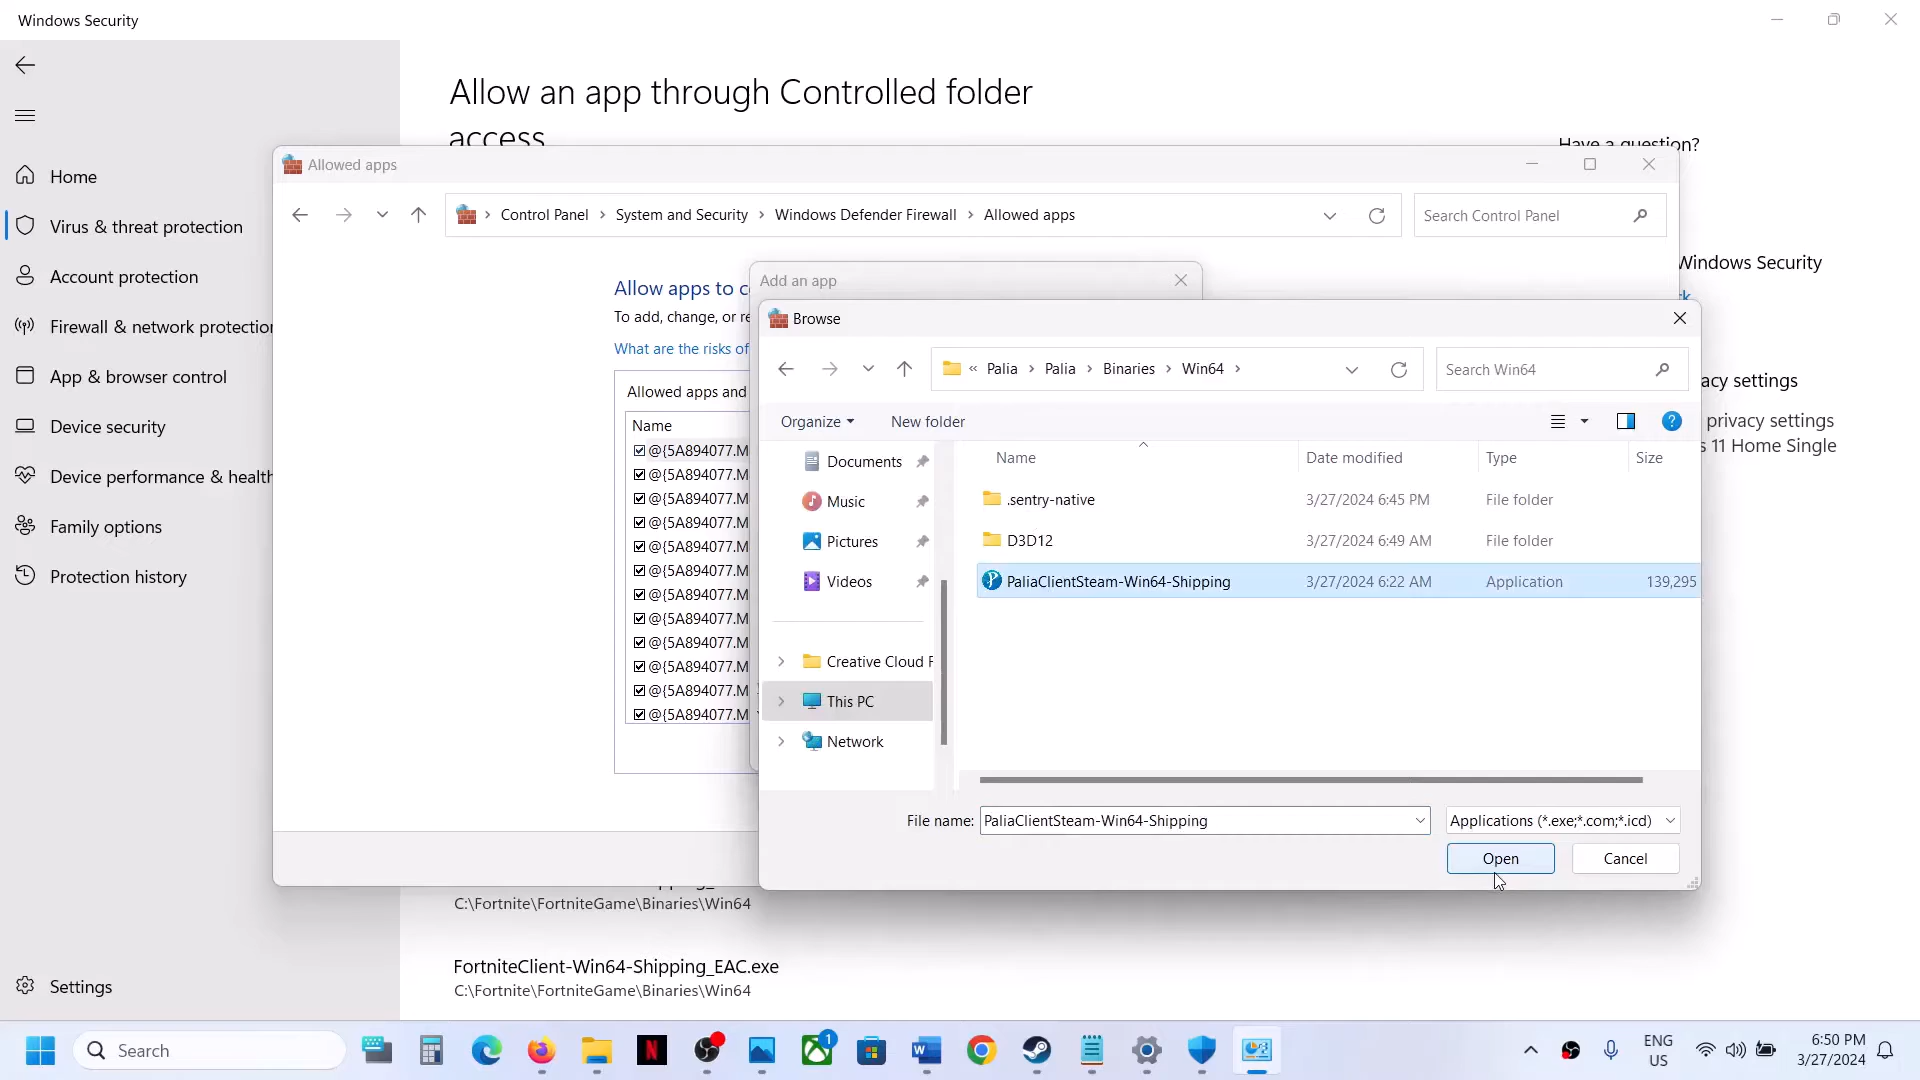 Windows Security
Home
Virus & threat protection
Account protection
Firewall & network protection
App & browser control
Device security
Device performance & health
Family options
Protection history
Settings
Allow an app through Controlled folder
access
Have a question?
Windows Security
privacy settings
11 Home Single
C:\Fortnite\FortniteGame\Binaries\Win64
FortniteClient-Win64-Shipping_EAC.exe
C:\Fortnite\FortniteGame\Binaries\Win64
Allowed apps
Control Panel > System and Security > Windows Defender Firewall > Allowed apps
Search Control Panel
Allow apps to c
To add, change, or re
What are the risks of
Allowed apps and
Name
@{5A894077.M
@{5A894077.M
@{5A894077.M
@{5A894077.M
@{5A894077.M
@{5A894077.M
@{5A894077.M
@{5A894077.M
@{5A894077.M
@{5A894077.M
@{5A894077.M
@{5A894077.M
Add an app
Browse
« Palia > Palia > Binaries > Win64 >
Search Win64
Organize
New folder
Documents
Music
Pictures
Videos
Creative Cloud F
This PC
Network
Name Date modified Type Size
.sentry-native 3/27/2024 6:45 PM File folder
D3D12 3/27/2024 6:49 AM File folder
PaliaClientSteam-Win64-Shipping 3/27/2024 6:22 AM Application 139,295
File name: PaliaClientSteam-Win64-Shipping
Applications (*.exe;*.com;*.icd)
Open
Cancel
Search
1
ENG
US
6:50 PM
3/27/2024